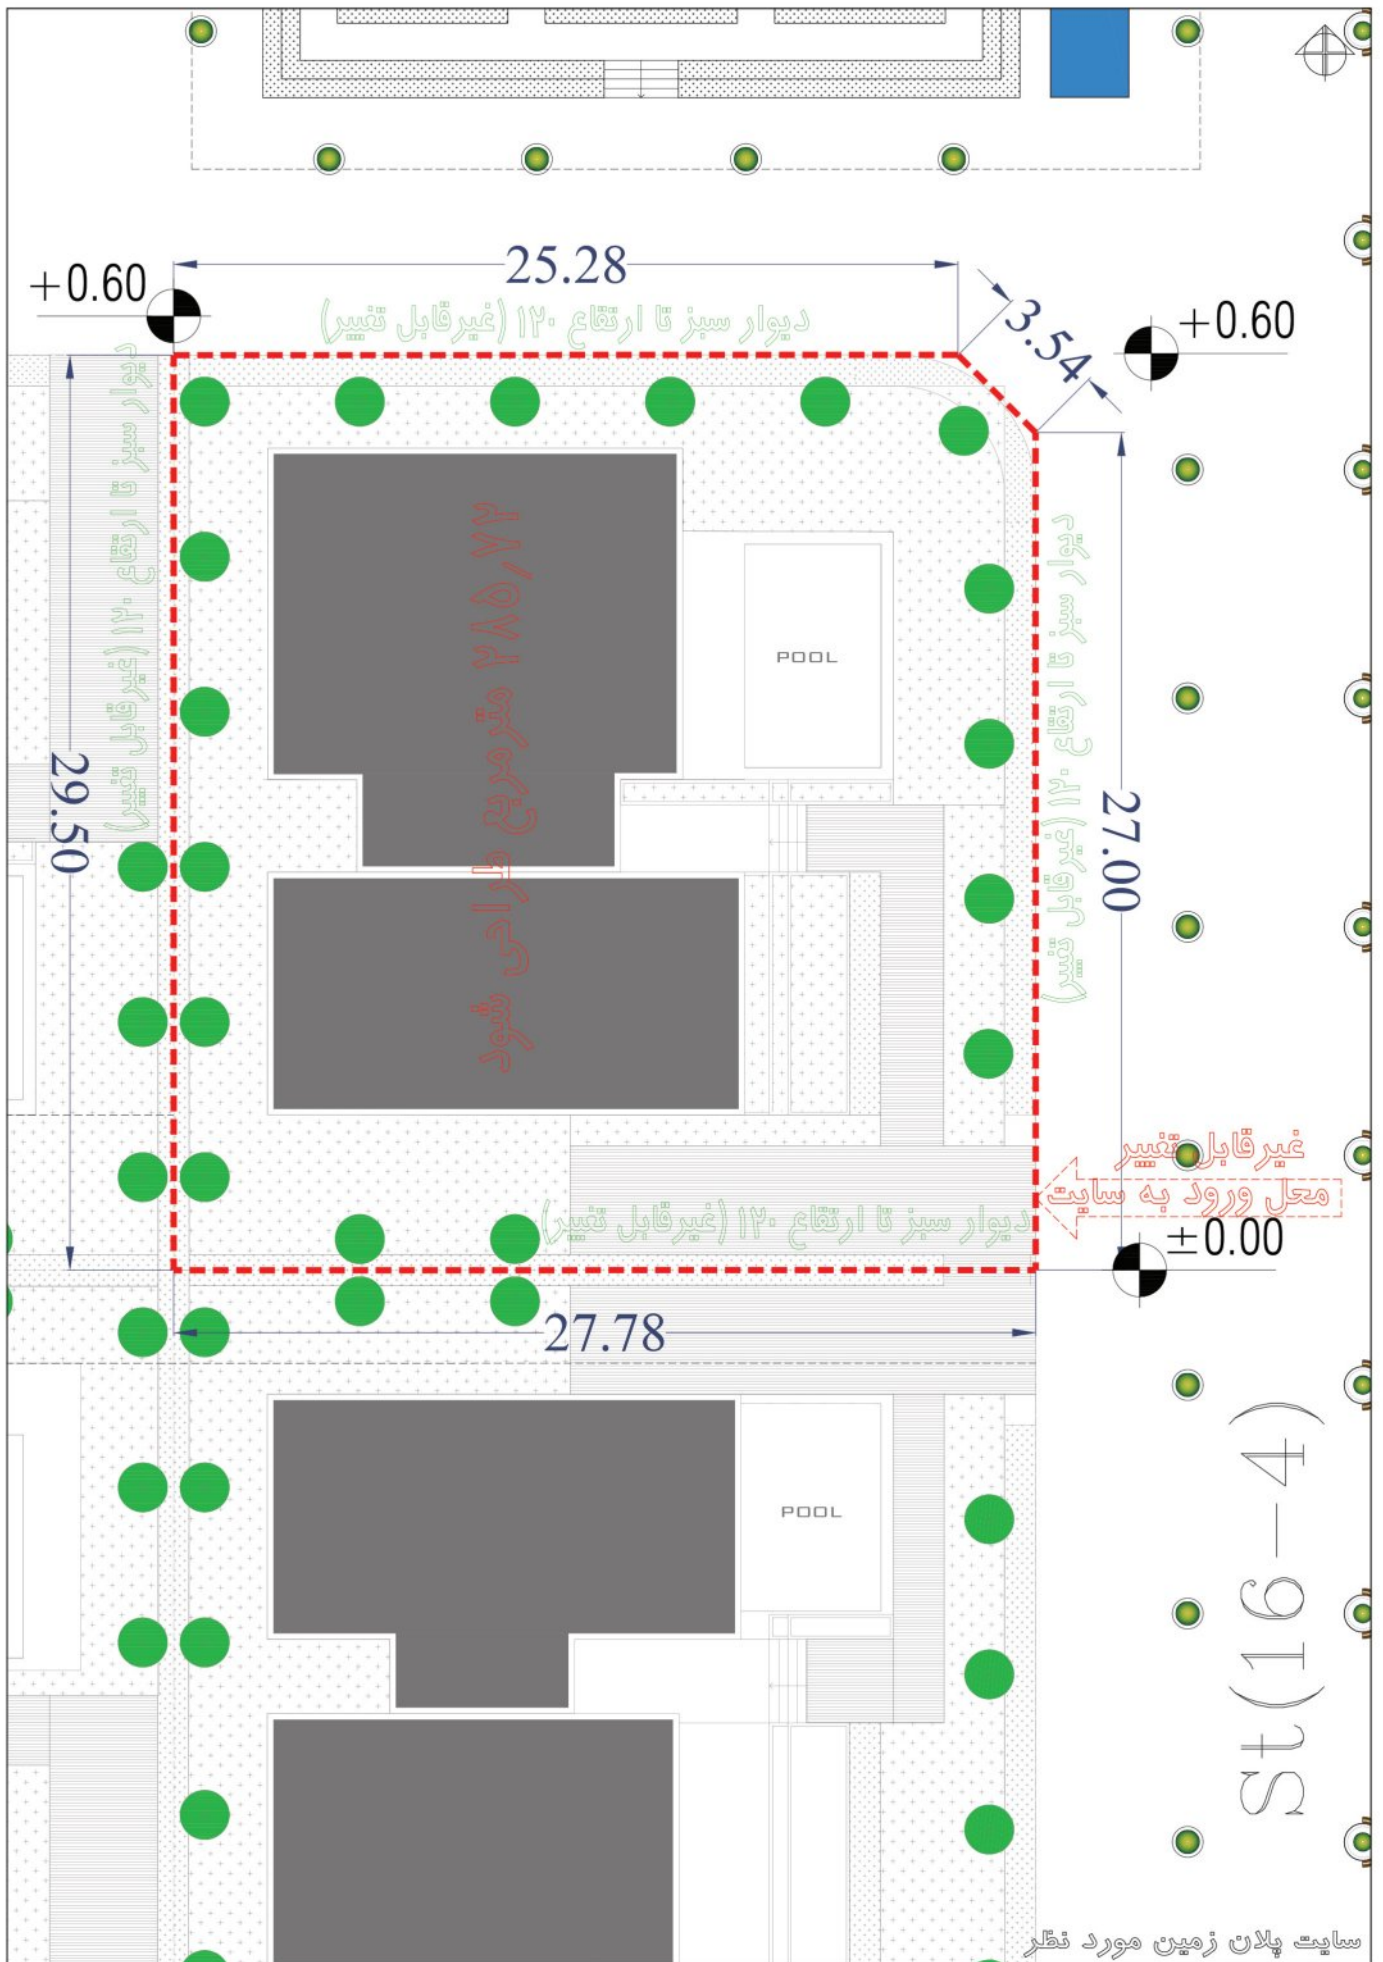 25.28
+0.60
دیوار سبز تا ارتفاع ۱۲۰ (غیرقابل تغییر)
3.54
+0.60
دیوار سبز تا ارتفاع ۱۲۰ (غیرقابل تغییر)
29.50
۲۸۵/۷۲ مترمربع طراحی شود
POOL
دیوار سبز تا ارتفاع ۱۲۰ (غیرقابل تغییر)
27.00
غیرقابل تغییر
محل ورود به سایت
دیوار سبز تا ارتفاع ۱۲۰ (غیرقابل تغییر)
±0.00
27.78
POOL
St(16-4)
سایت پلان زمین مورد نظر